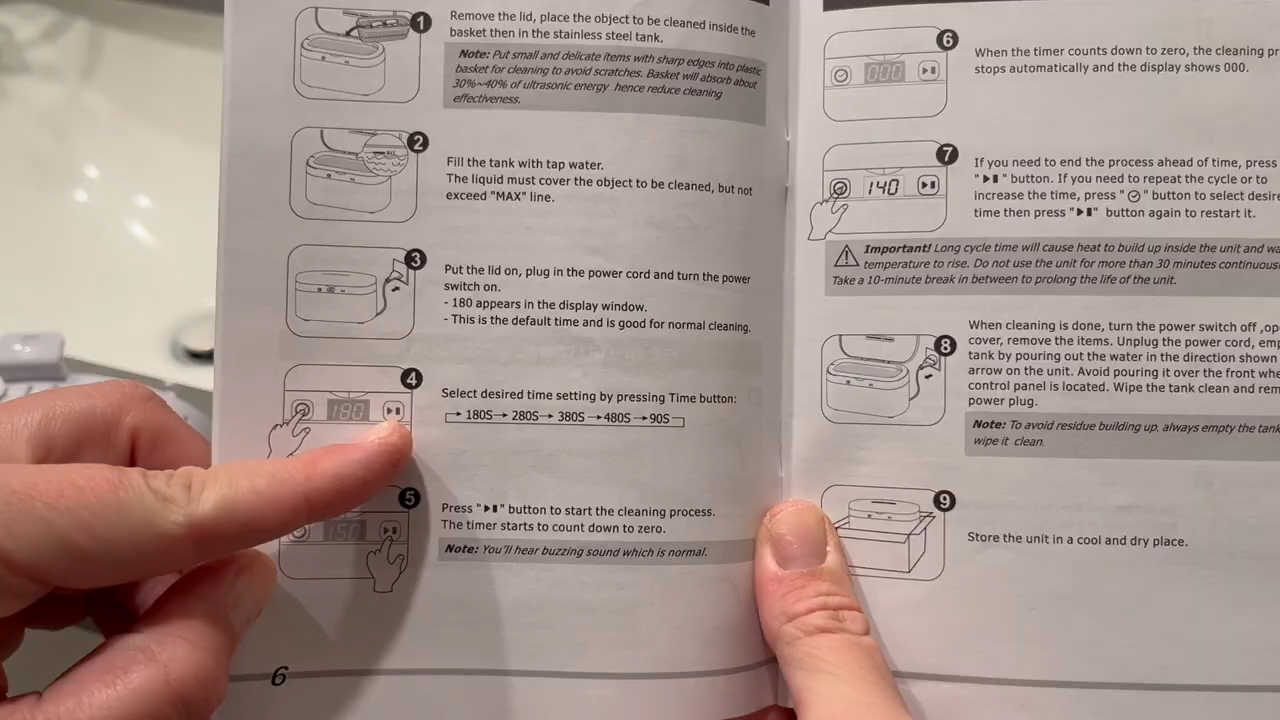 1
Remove the lid, place the object to be cleaned inside the
basket then in the stainless steel tank.
Note: Put small and delicate items with sharp edges into plastic
basket for cleaning to avoid scratches. Basket will absorb about
30%~40% of ultrasonic energy hence reduce cleaning
effectiveness.
2
Fill the tank with tap water.
The liquid must cover the object to be cleaned, but not
exceed "MAX" line.
3
Put the lid on, plug in the power cord and turn the power
switch on.
- 180 appears in the display window.
- This is the default time and is good for normal cleaning.
4
180
Select desired time setting by pressing Time button:
180S→ 280S→ 380S →480S→90S
5
150
Press "▶▮" button to start the cleaning process.
The timer starts to count down to zero.
Note: You'll hear buzzing sound which is normal.
6
6
000
When the timer counts down to zero, the cleaning
stops automatically and the display shows 000.
7
140
If you need to end the process ahead of time, press
"▶▮" button. If you need to repeat the cycle or to
increase the time, press "" button to select
time then press "▶▮" button again to restart it.
Important! Long cycle time will cause heat to build up inside the unit and
temperature to rise. Do not use the unit for more than 30 minutes
Take a 10-minute break in between to prolong the life of the unit.
8
When cleaning is done, turn the power switch off ,
cover, remove the items. Unplug the power cord,
tank by pouring out the water in the direction shown
arrow on the unit. Avoid pouring it over the front
control panel is located. Wipe the tank clean and
power plug.
Note: To avoid residue building up, always empty the
wipe it clean.
9
Store the unit in a cool and dry place.